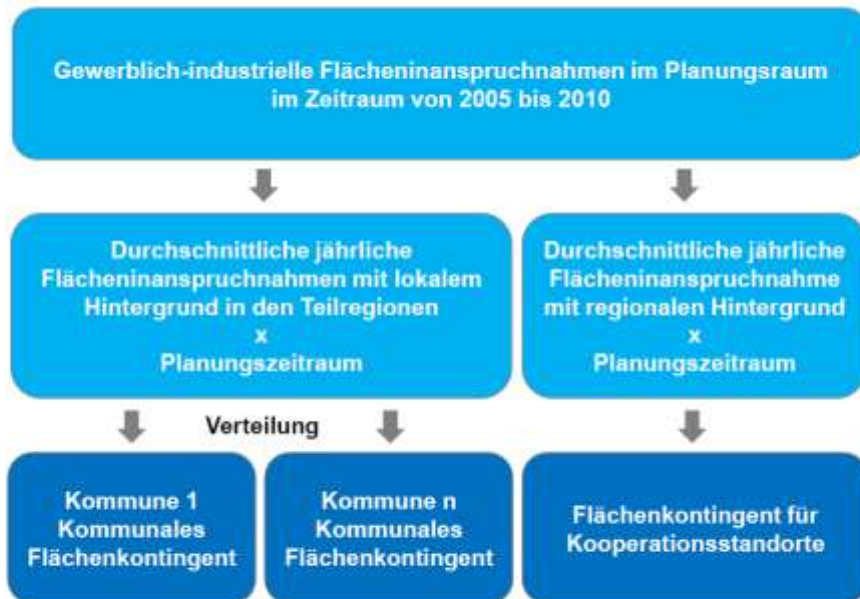 Gewerblich-industrielle Flächeninanspruchnahmen im Planungsraum
im Zeitraum von 2005 bis 2010
Durchschnittliche jährliche
Flächeninanspruchnahmen mit lokalem
Hintergrund in den Teilregionen
x
Planungszeitraum
Durchschnittliche jährliche
Flächeninanspruchnahme
mit regionalen Hintergrund
x
Planungszeitraum
Verteilung
Kommune 1
Kommunales
Flächenkontingent
Kommune n
Kommunales
Flächenkontingent
Flächenkontingent für
Kooperationsstandorte